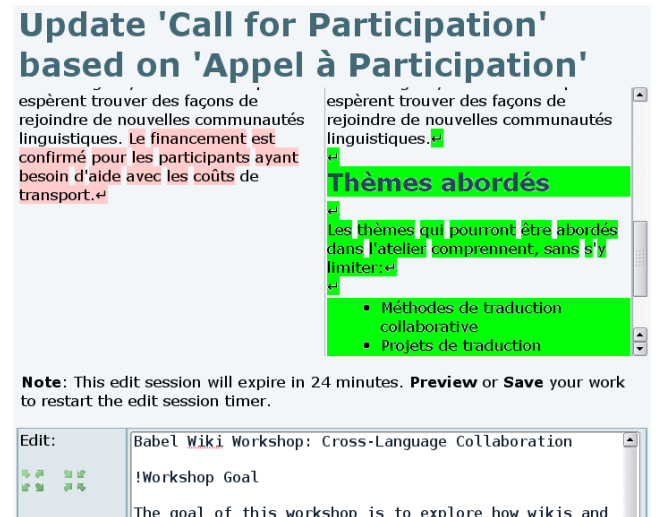 Update 'Call for Participation'
based on 'Appel à Participation'
espèrent trouver des façons de
rejoindre de nouvelles communautés
linguistiques. Le financement est
confirmé pour les participants ayant
besoin d'aide avec les coûts de
transport.↵
espèrent trouver des façons de
rejoindre de nouvelles communautés
linguistiques.↵
↵
Thèmes abordés
↵
Les thèmes qui pourront être abordés
dans l'atelier comprennent, sans s'y
limiter:↵
↵
• Méthodes de traduction
collaborative
• Projets de traduction
Note: This edit session will expire in 24 minutes. Preview or Save your work
to restart the edit session timer.
Edit:
Babel Wiki Workshop: Cross-Language Collaboration
!Workshop Goal
The goal of this workshop is to explore how wikis and